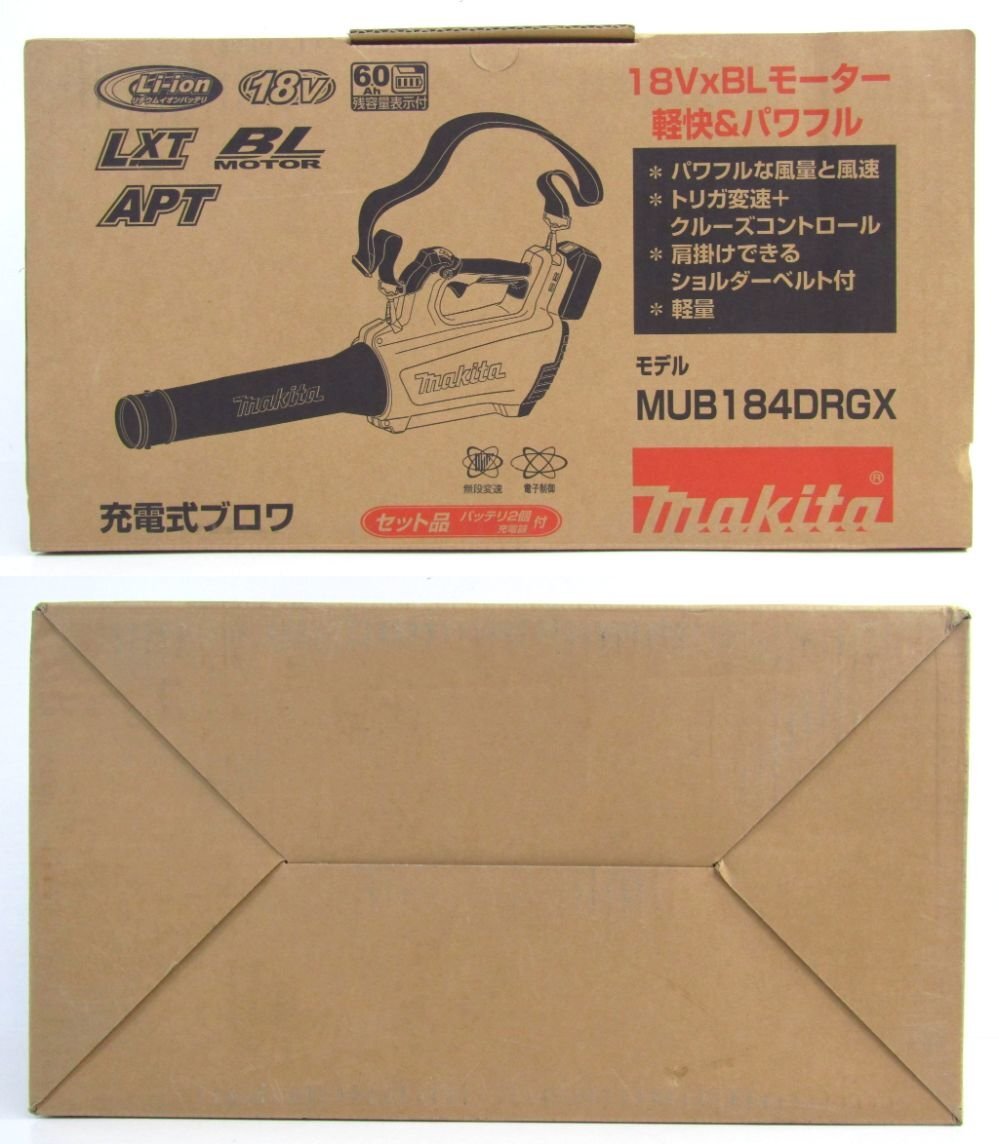 Li-ion
リチウムイオンバッテリ
18V
6.0
Ah
残容量表示付
LXT
BL
MOTOR
APT
makita
makita
無段変速
電子制御
充電式ブロワ
セット品 バッテリ2個
充電器 付
18VxBLモーター
軽快&パワフル
* パワフルな風量と風速
* トリガ変速+
クルーズコントロール
* 肩掛けできる
ショルダーベルト付
* 軽量
モデル
MUB184DRGX
makita®